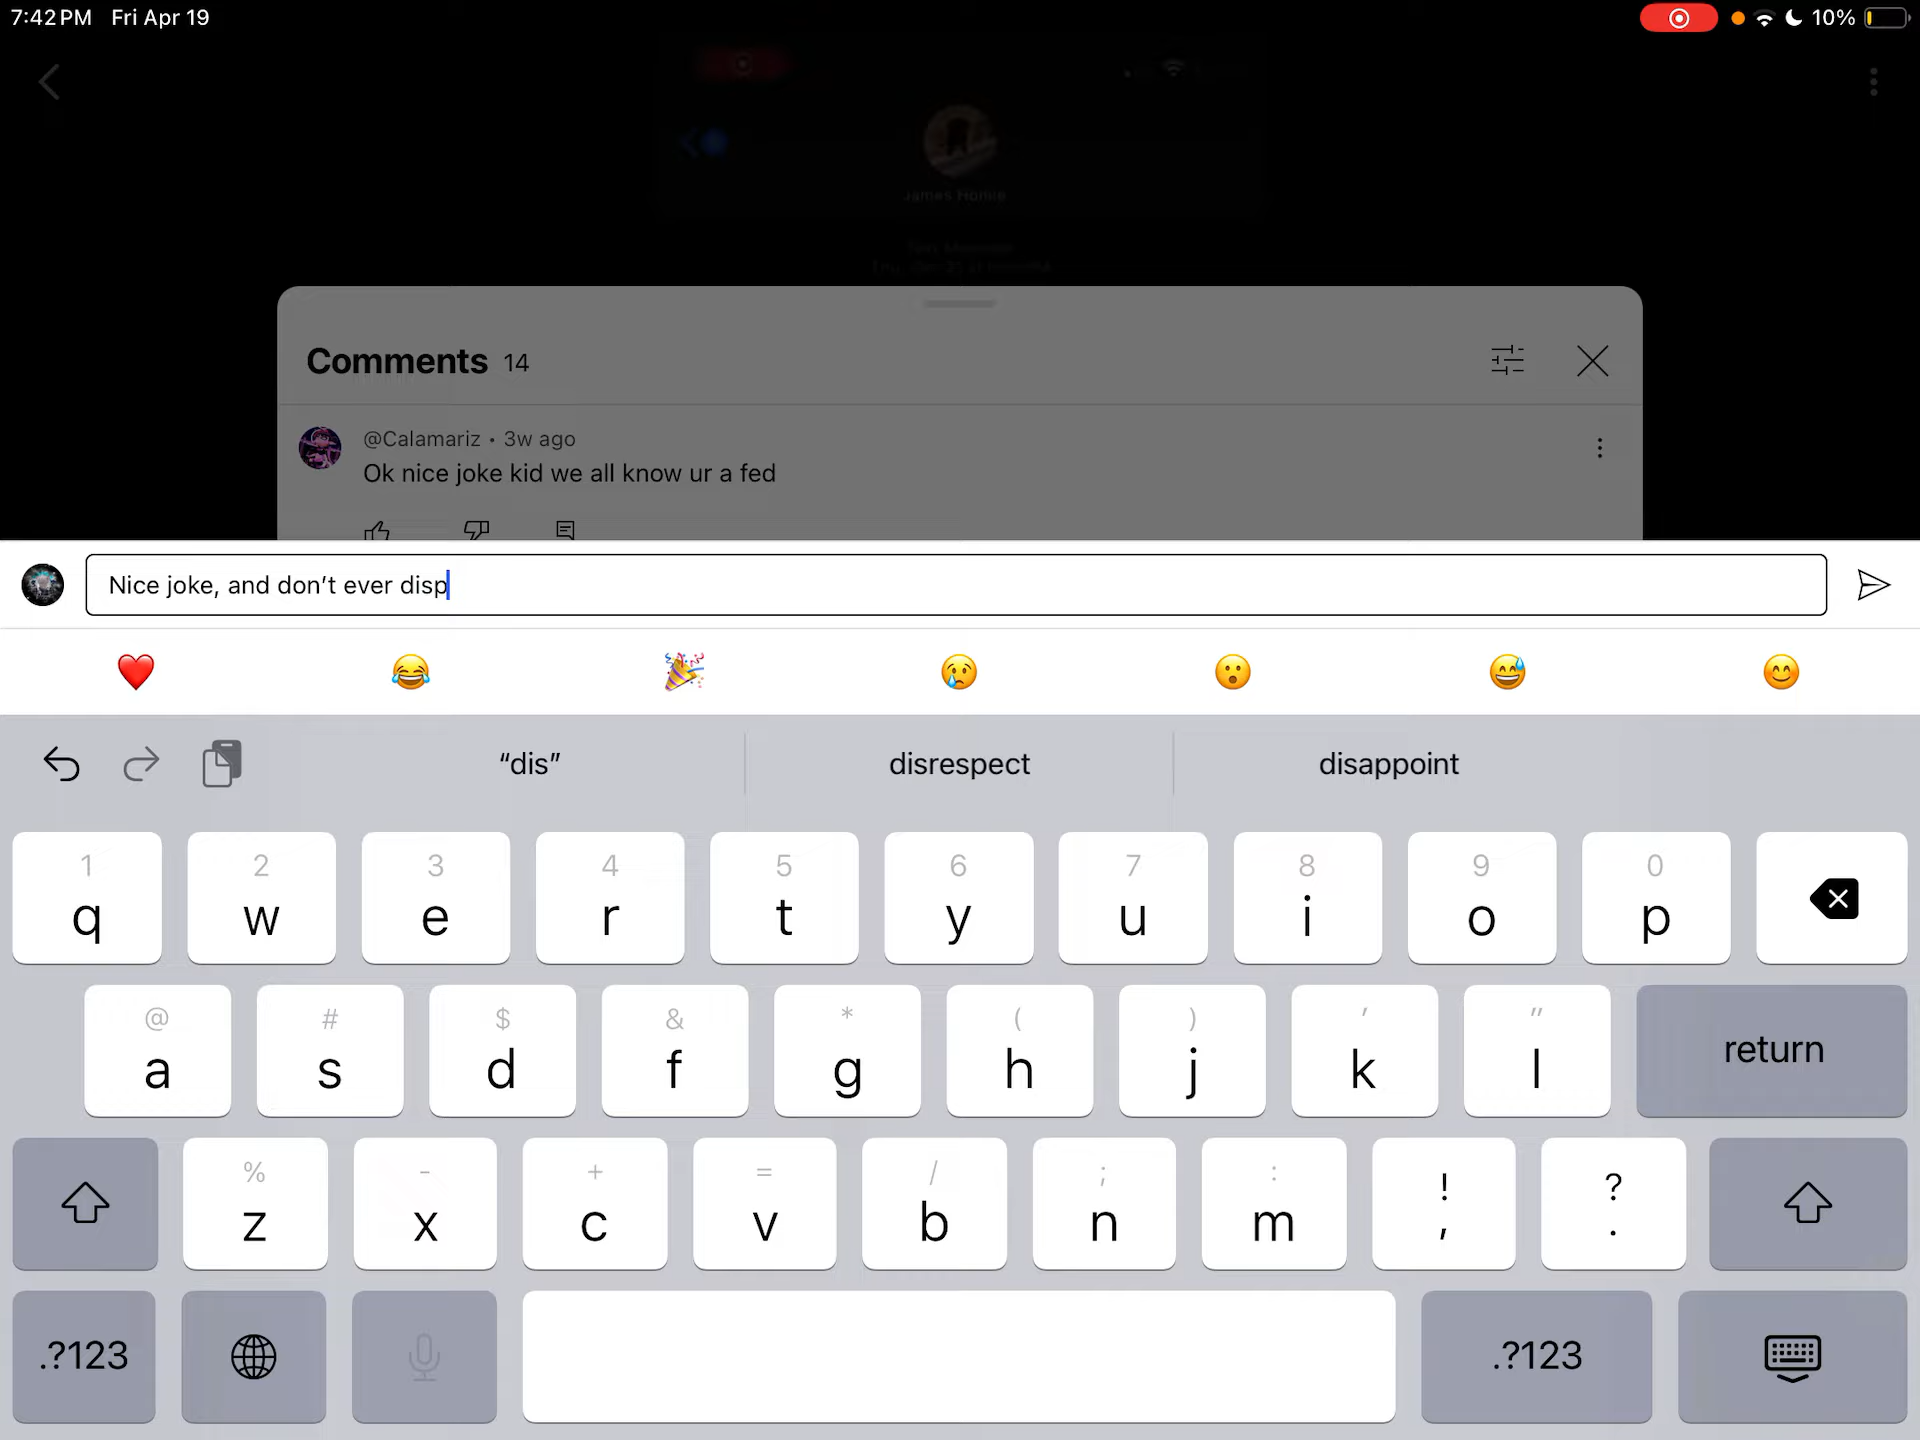 7:42 PM Fri Apr 19
10%
James Homie
Comments 14
@Calamariz • 3w ago
Ok nice joke kid we all know ur a fed
Nice joke, and don’t ever disp
“dis” disrespect disappoint
1 2 3 4 5 6 7 8 9 0
q w e r t y u i o p
@ # $ & * ( ) ' "
a s d f g h j k l return
% - + = / ; : ! ?
z x c v b n m , .
.?123 .?123